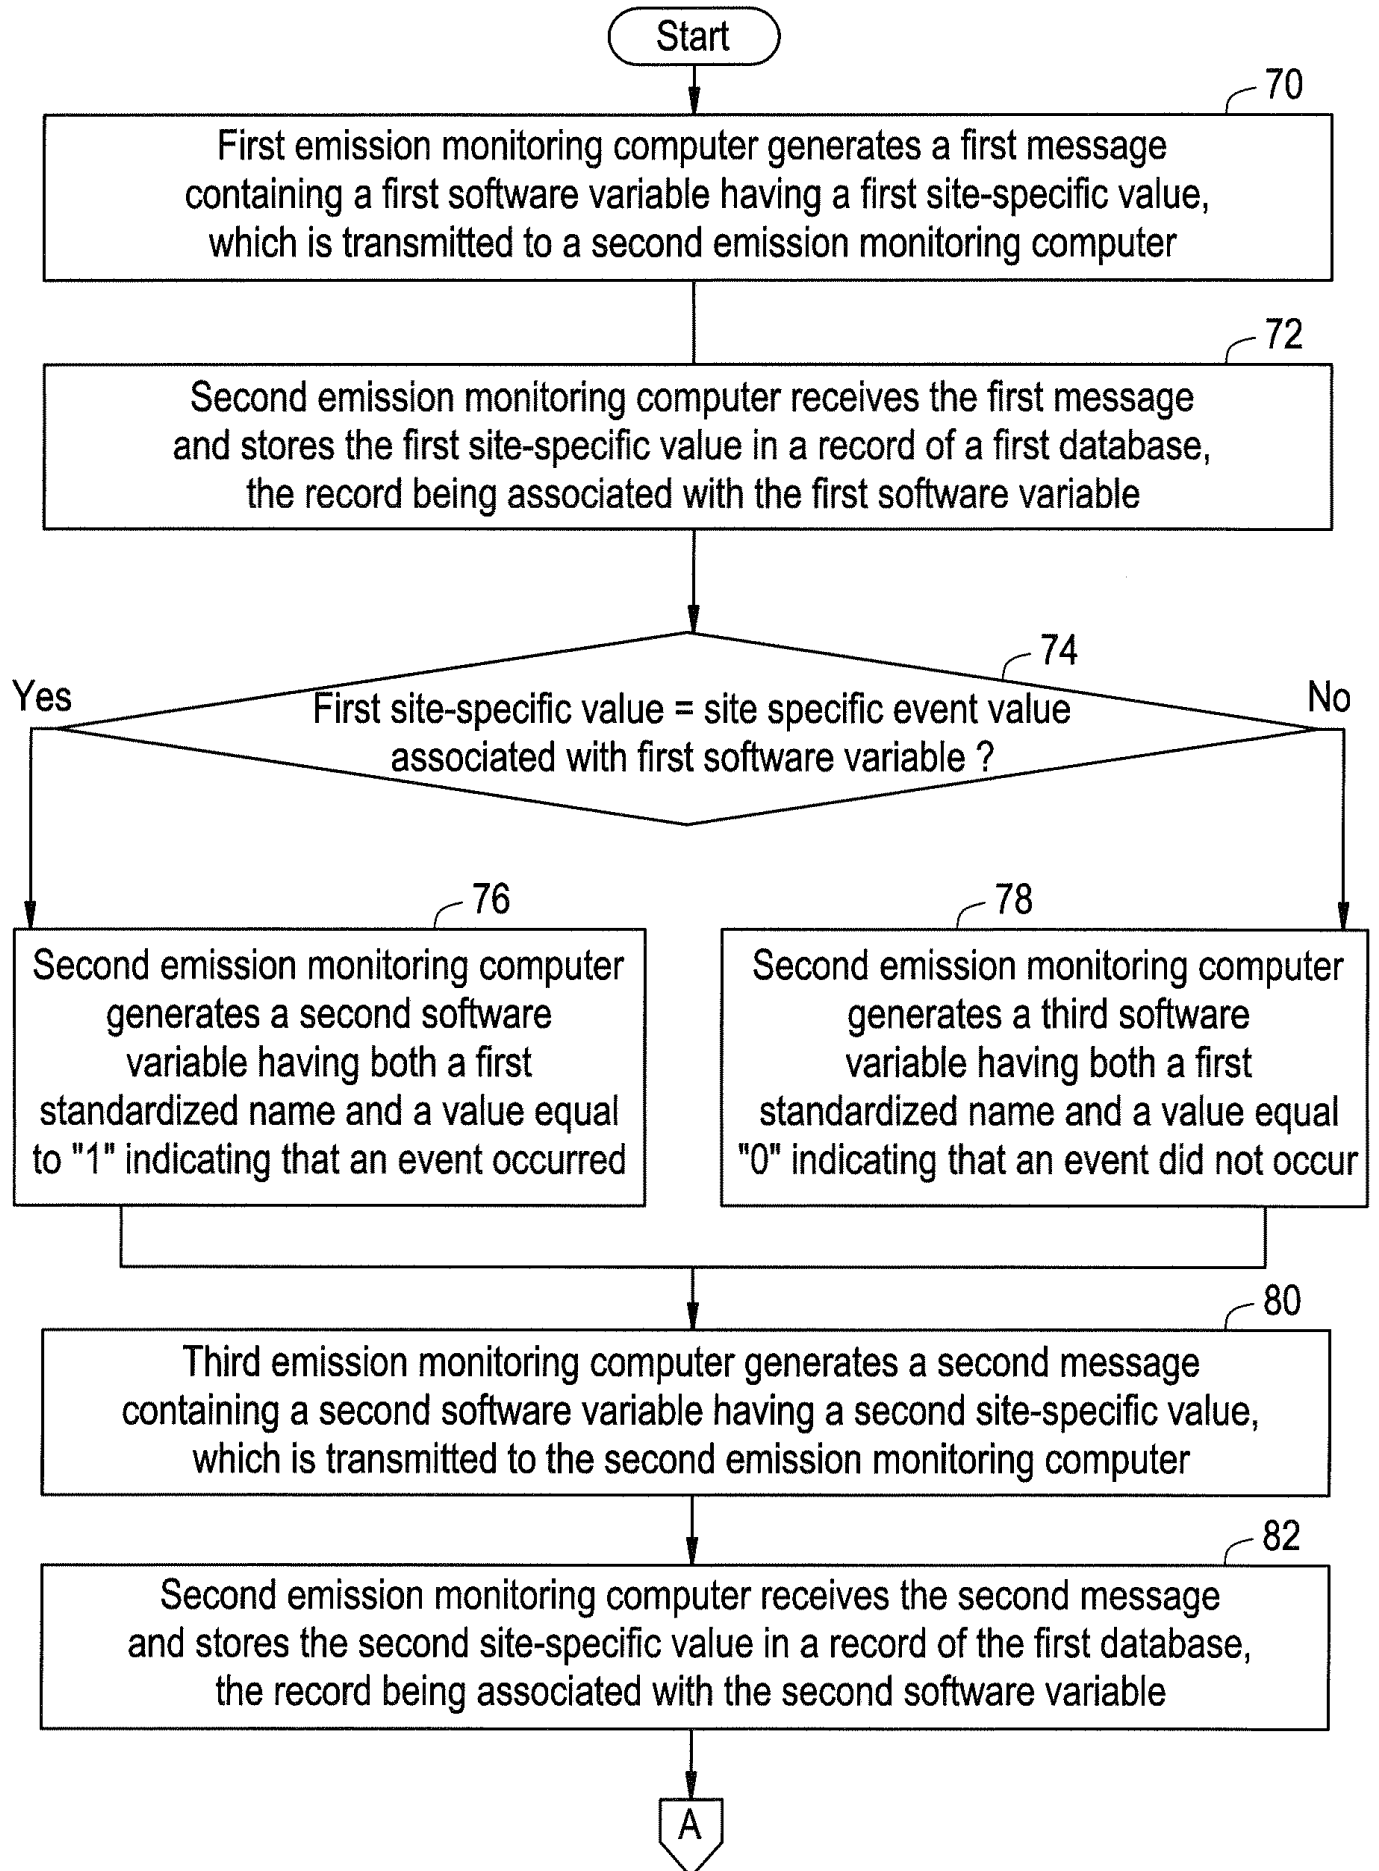 Start
70
First emission monitoring computer generates a first message
containing a first software variable having a first site-specific value,
which is transmitted to a second emission monitoring computer
72
Second emission monitoring computer receives the first message
and stores the first site-specific value in a record of a first database,
the record being associated with the first software variable
74
Yes
No
First site-specific value = site specific event value
associated with first software variable ?
76
Second emission monitoring computer
generates a second software
variable having both a first
standardized name and a value equal
to "1" indicating that an event occurred
78
Second emission monitoring computer
generates a third software
variable having both a first
standardized name and a value equal
"0" indicating that an event did not occur
80
Third emission monitoring computer generates a second message
containing a second software variable having a second site-specific value,
which is transmitted to the second emission monitoring computer
82
Second emission monitoring computer receives the second message
and stores the second site-specific value in a record of the first database,
the record being associated with the second software variable
A